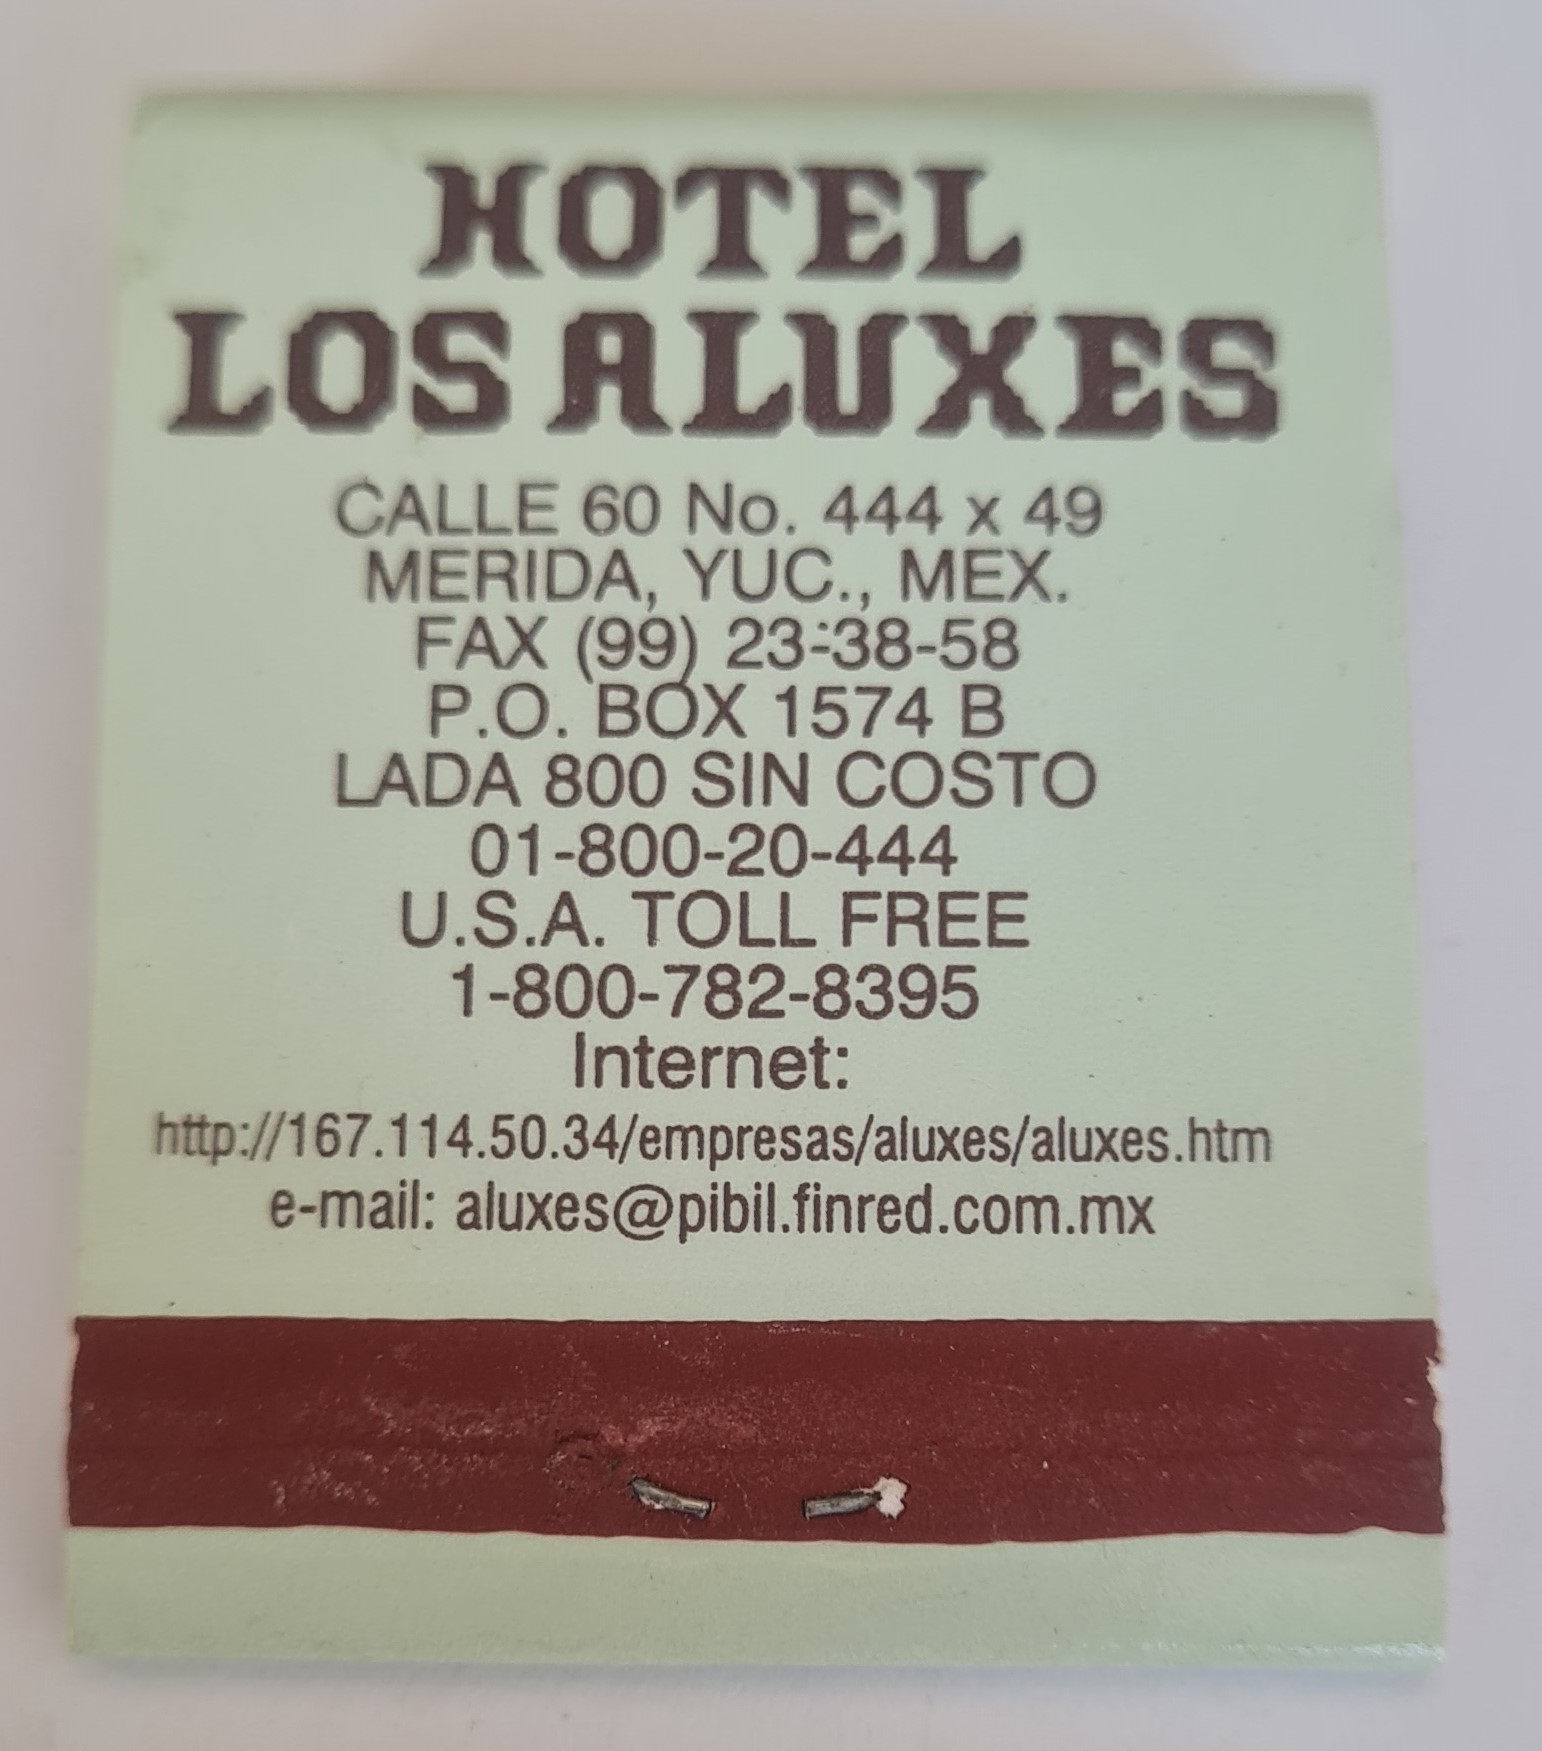 HOTEL
LOS ALUXES
CALLE 60 No. 444 x 49
MERIDA, YUC., MEX.
FAX (99) 23-38-58
P.O. BOX 1574 B
LADA 800 SIN COSTO
01-800-20-444
U.S.A. TOLL FREE
1-800-782-8395
Internet:
http://167.114.50.34/empresas/aluxes/aluxes.htm
e-mail: aluxes@pibil.finred.com.mx